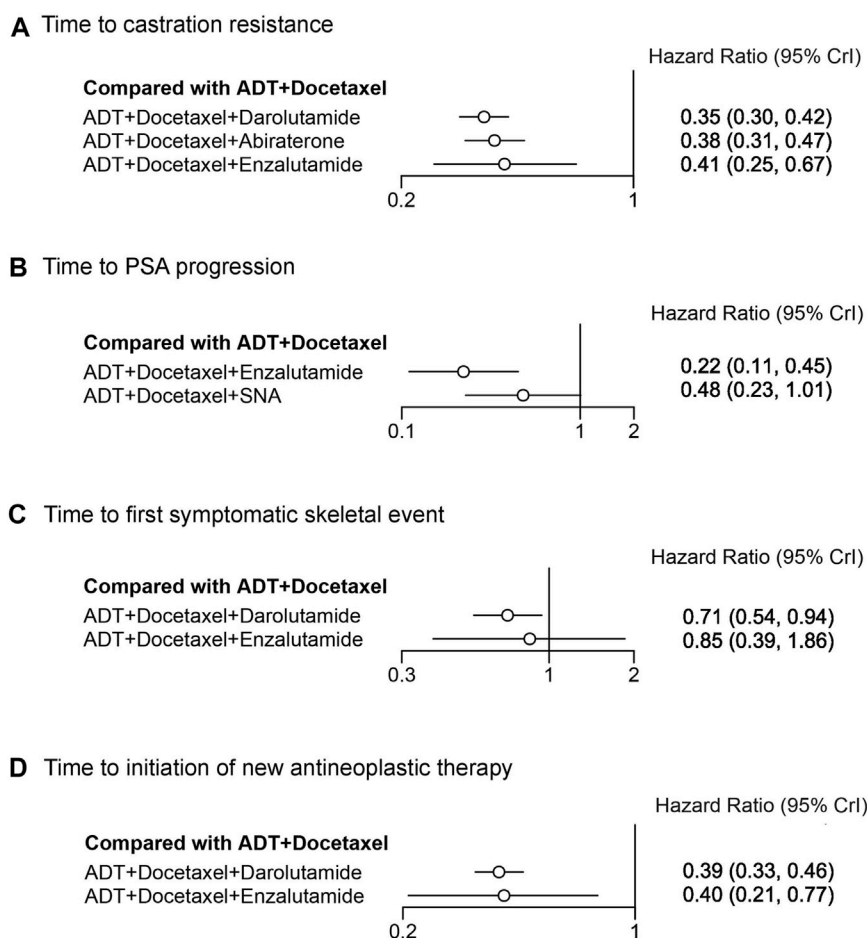 A Time to castration resistance
Hazard Ratio (95% CrI)
Compared with ADT+Docetaxel
ADT+Docetaxel+Darolutamide 0.35 (0.30, 0.42)
ADT+Docetaxel+Abiraterone 0.38 (0.31, 0.47)
ADT+Docetaxel+Enzalutamide 0.41 (0.25, 0.67)
0.2 1
B Time to PSA progression
Hazard Ratio (95% CrI)
Compared with ADT+Docetaxel
ADT+Docetaxel+Enzalutamide 0.22 (0.11, 0.45)
ADT+Docetaxel+SNA 0.48 (0.23, 1.01)
0.1 1 2
C Time to first symptomatic skeletal event
Hazard Ratio (95% CrI)
Compared with ADT+Docetaxel
ADT+Docetaxel+Darolutamide 0.71 (0.54, 0.94)
ADT+Docetaxel+Enzalutamide 0.85 (0.39, 1.86)
0.3 1 2
D Time to initiation of new antineoplastic therapy
Hazard Ratio (95% CrI)
Compared with ADT+Docetaxel
ADT+Docetaxel+Darolutamide 0.39 (0.33, 0.46)
ADT+Docetaxel+Enzalutamide 0.40 (0.21, 0.77)
0.2 1